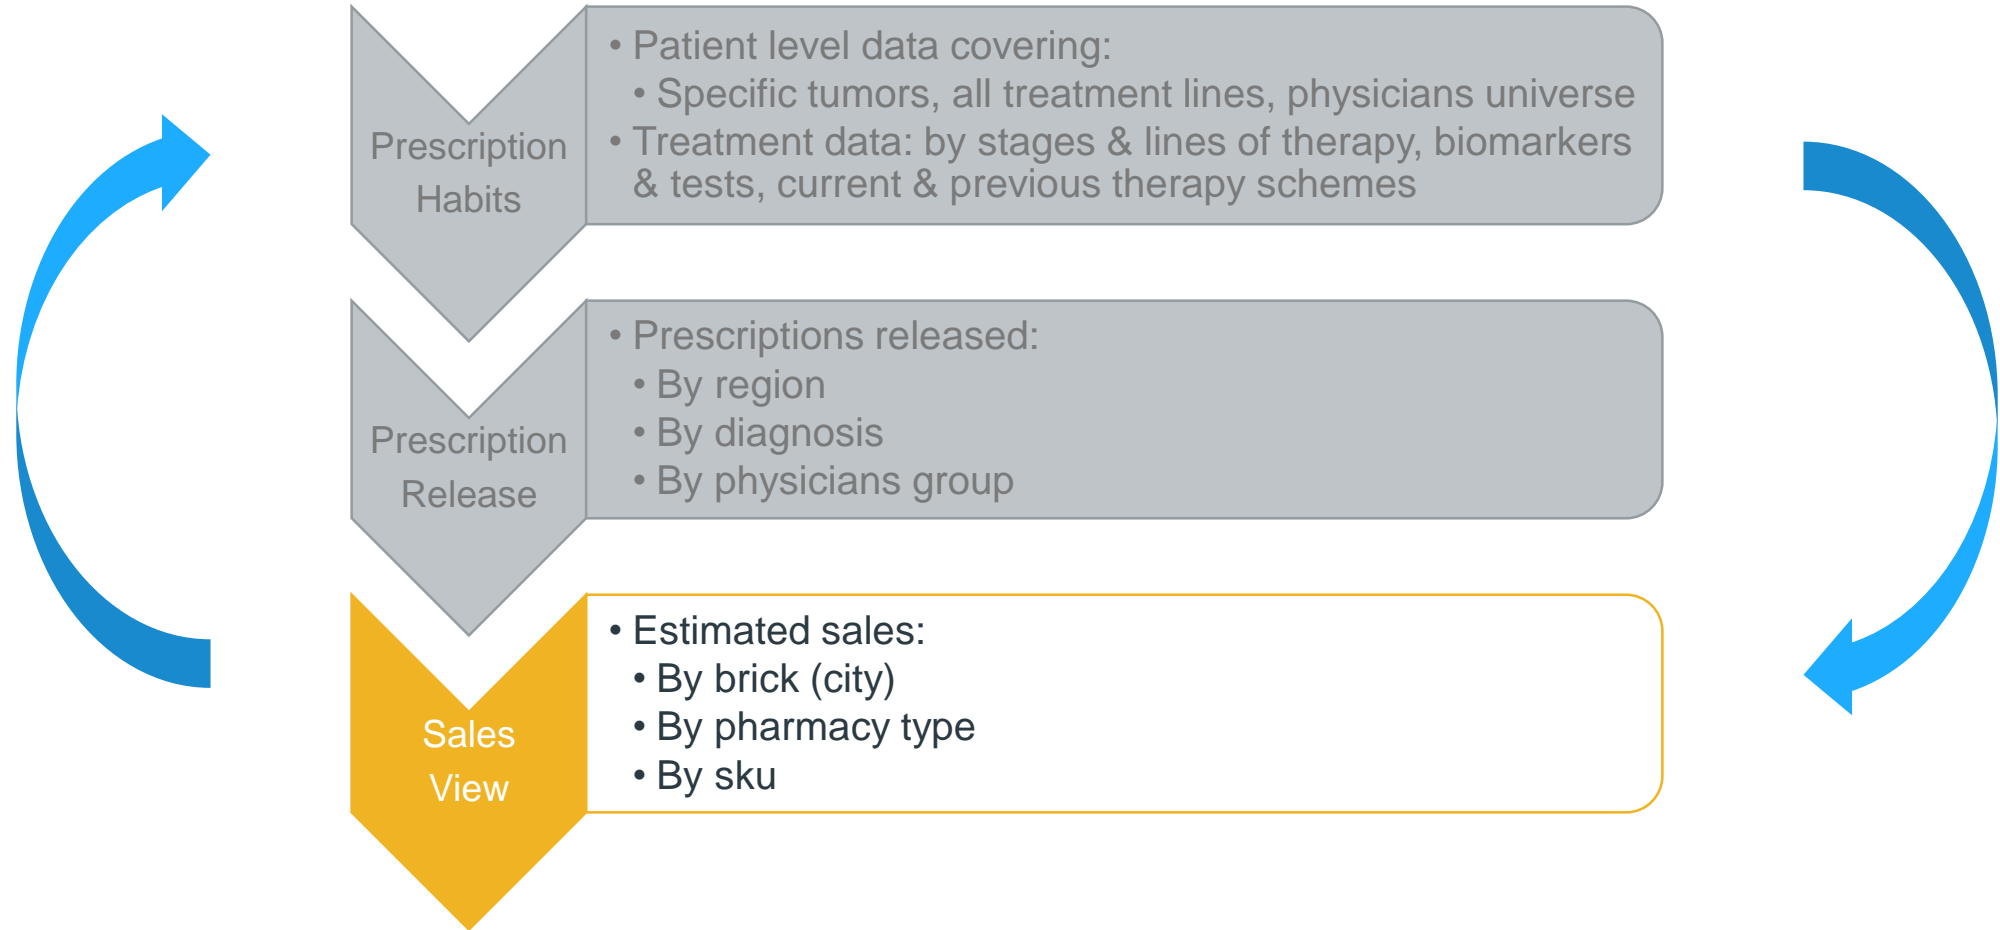 Prescription
Habits
• Patient level data covering:
• Specific tumors, all treatment lines, physicians universe
• Treatment data: by stages & lines of therapy, biomarkers
& tests, current & previous therapy schemes
Prescription
Release
• Prescriptions released:
• By region
• By diagnosis
• By physicians group
Sales
View
• Estimated sales:
• By brick (city)
• By pharmacy type
• By sku